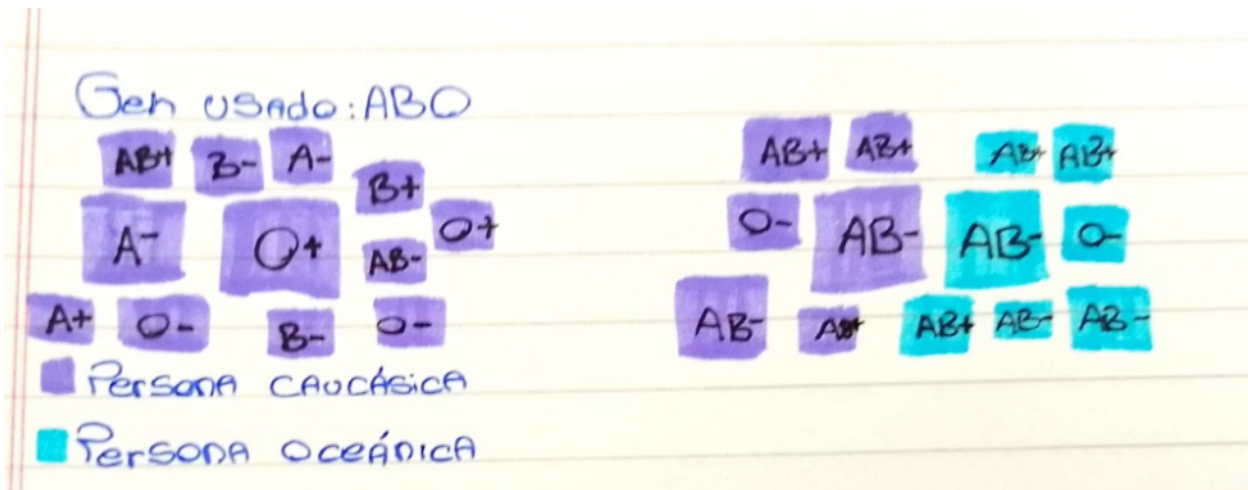 Gen usado: ABO
AB+ B- A-
B+
A- O+ O+
AB-
A+ O- B- O-
Persona caucásica
Persona oceánica
AB+ AB+ AB+ AB+
O- AB- AB- O-
AB- AB+ AB- AB-